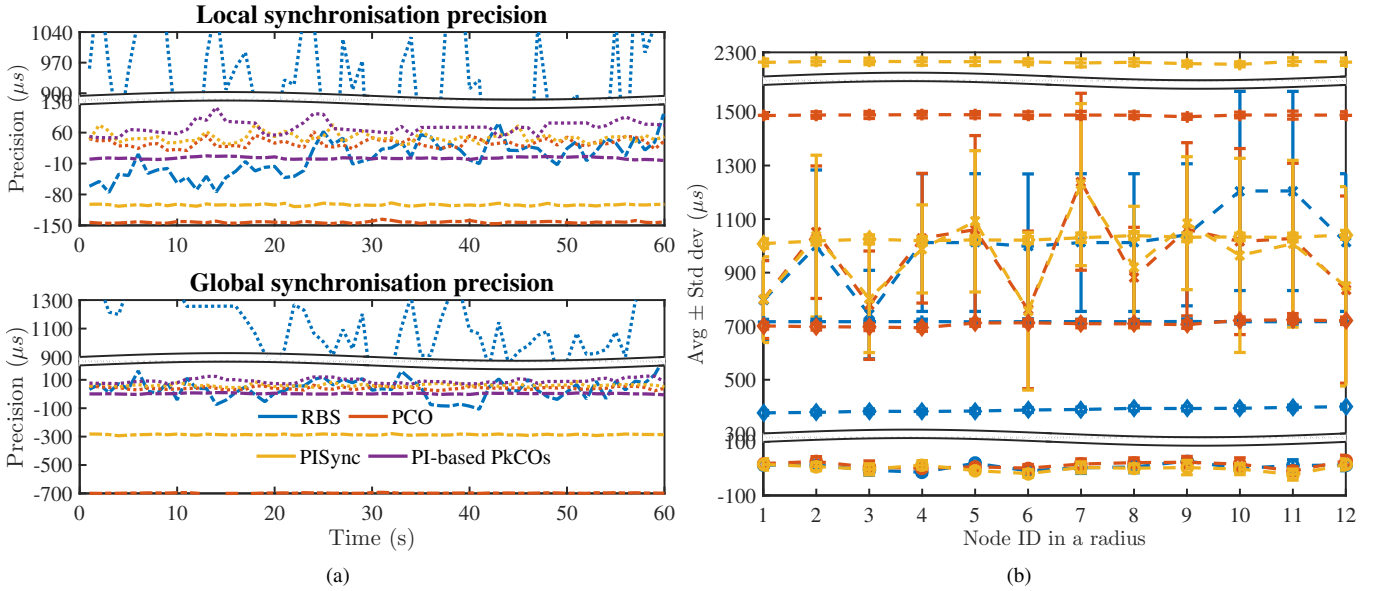 Local synchronisation precision
1040
970
900
130
60
-10
-80
-150
Precision (μs)
0 10 20 30 40 50 60
Global synchronisation precision
1300
1100
900
100
-100
-300
-500
-700
Precision (μs)
RBS PCO
PISync PI-based PkCOs
0 10 20 30 40 50 60
Time (s)
(a)
2300
2100
1500
1300
1100
900
700
500
300
100
-100
Avg ± Std dev (μs)
1 2 3 4 5 6 7 8 9 10 11 12
Node ID in a radius
(b)